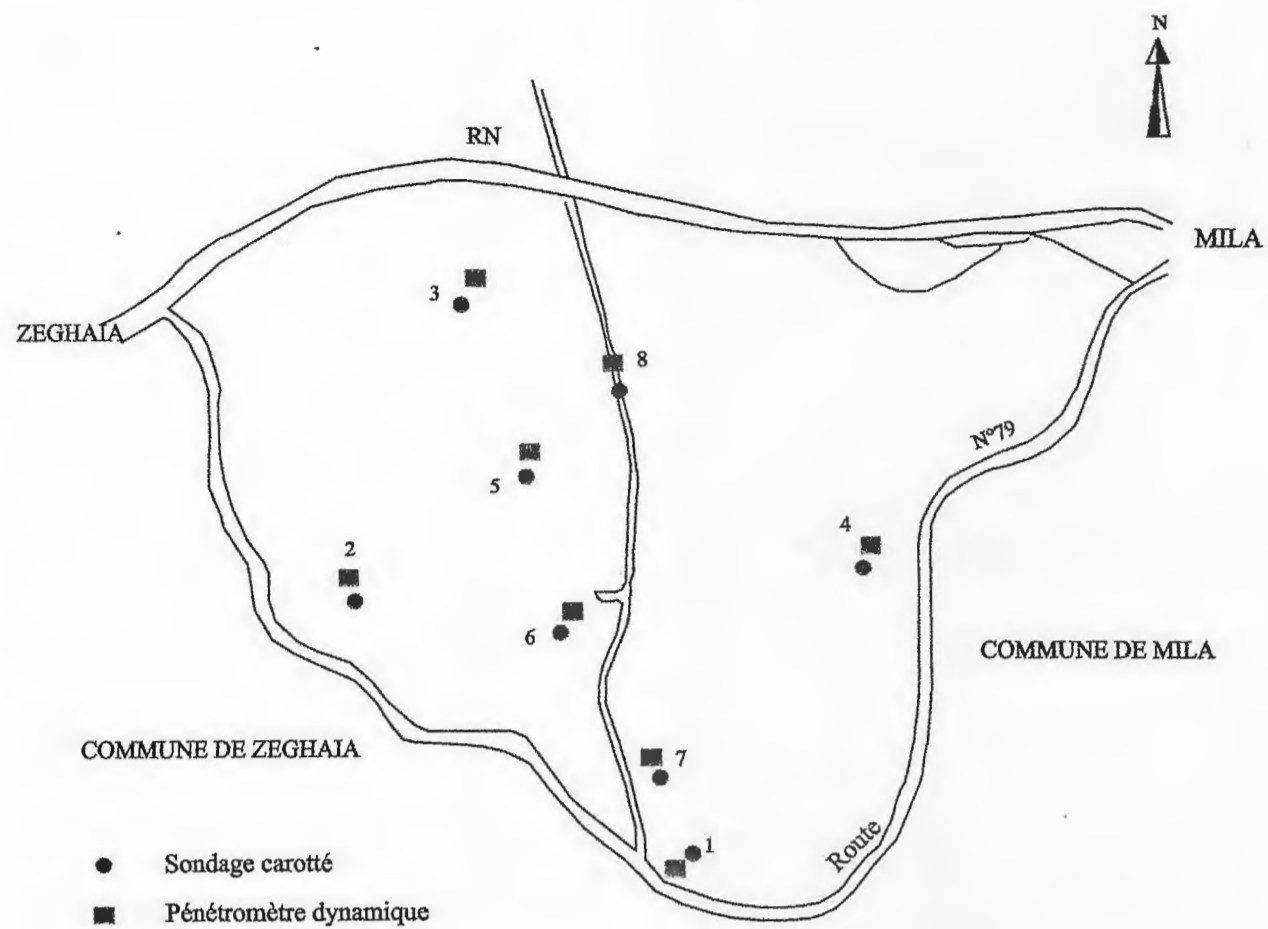 N
RN
MILA
3
ZEGHAIA
8
N°79
5
4
2
6
COMMUNE DE MILA
COMMUNE DE ZEGHAIA
7
1
Route
Sondage carotté
Pénétromètre dynamique